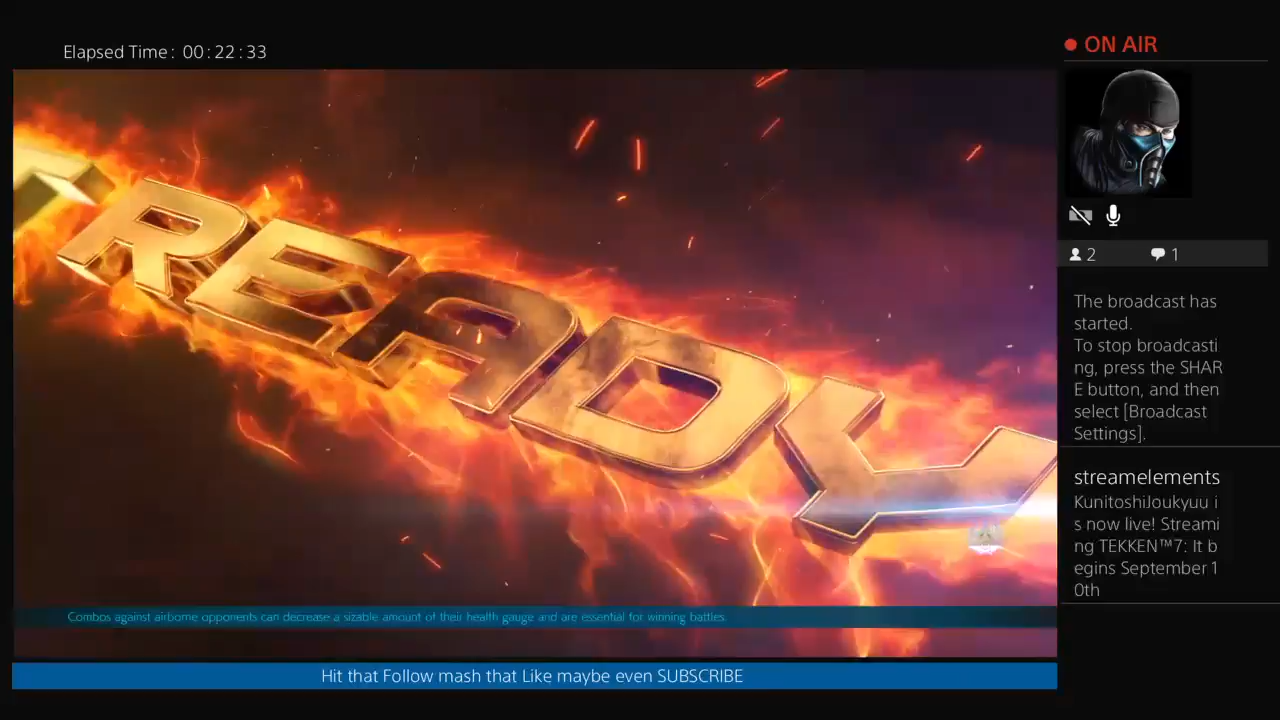 Elapsed Time: 00:22:33
ON AIR
READY
2
1
The broadcast has
started.
To stop broadcasti
ng, press the SHAR
E button, and then
select [Broadcast
Settings].
streamelements
KunitoshiJoukyuu i
s now live! Streami
ng TEKKEN™7: It b
egins September 1
0th
Combos against airborne opponents can decrease a sizable amount of their health gauge and are essential for winning battles.
Hit that Follow mash that Like maybe even SUBSCRIBE